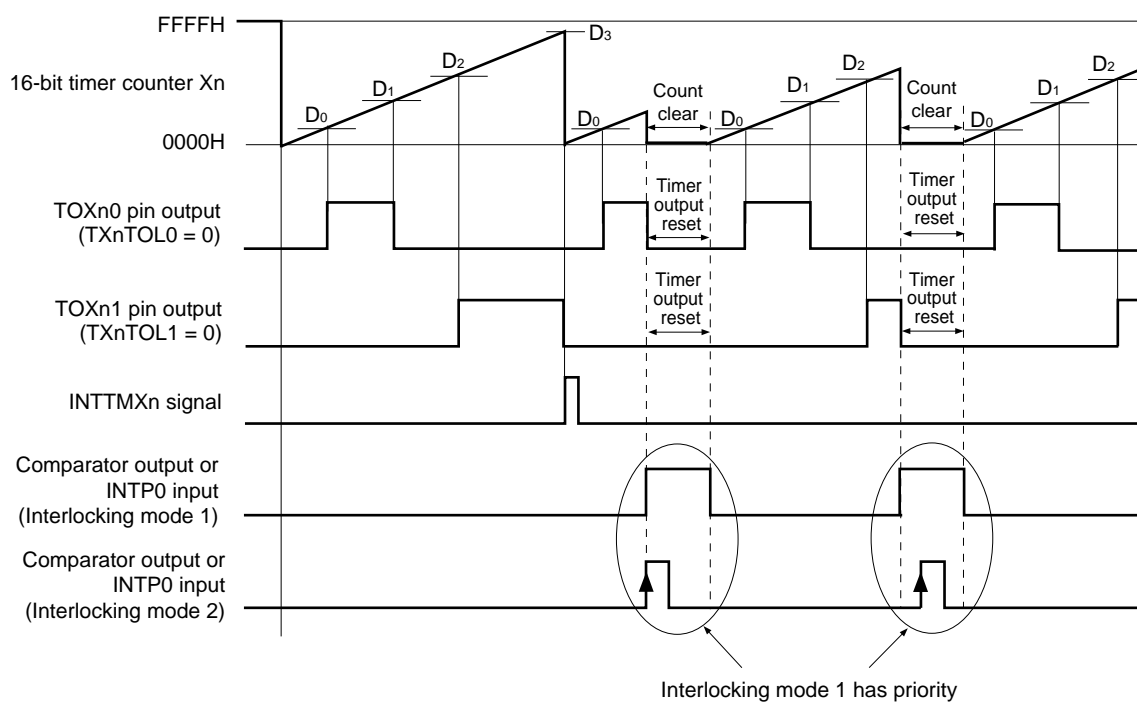 FFFFH
D3
D2
D2
D2
16-bit timer counter Xn
Count
clear
Count
clear
D1
D1
D1
D0
D0
D0
D0
0000H
TOXn0 pin output
(TXnTOL0 = 0)
Timer
output
reset
Timer
output
reset
TOXn1 pin output
(TXnTOL1 = 0)
Timer
output
reset
Timer
output
reset
INTTMXn signal
Comparator output or
INTP0 input
(Interlocking mode 1)
Comparator output or
INTP0 input
(Interlocking mode 2)
Interlocking mode 1 has priority